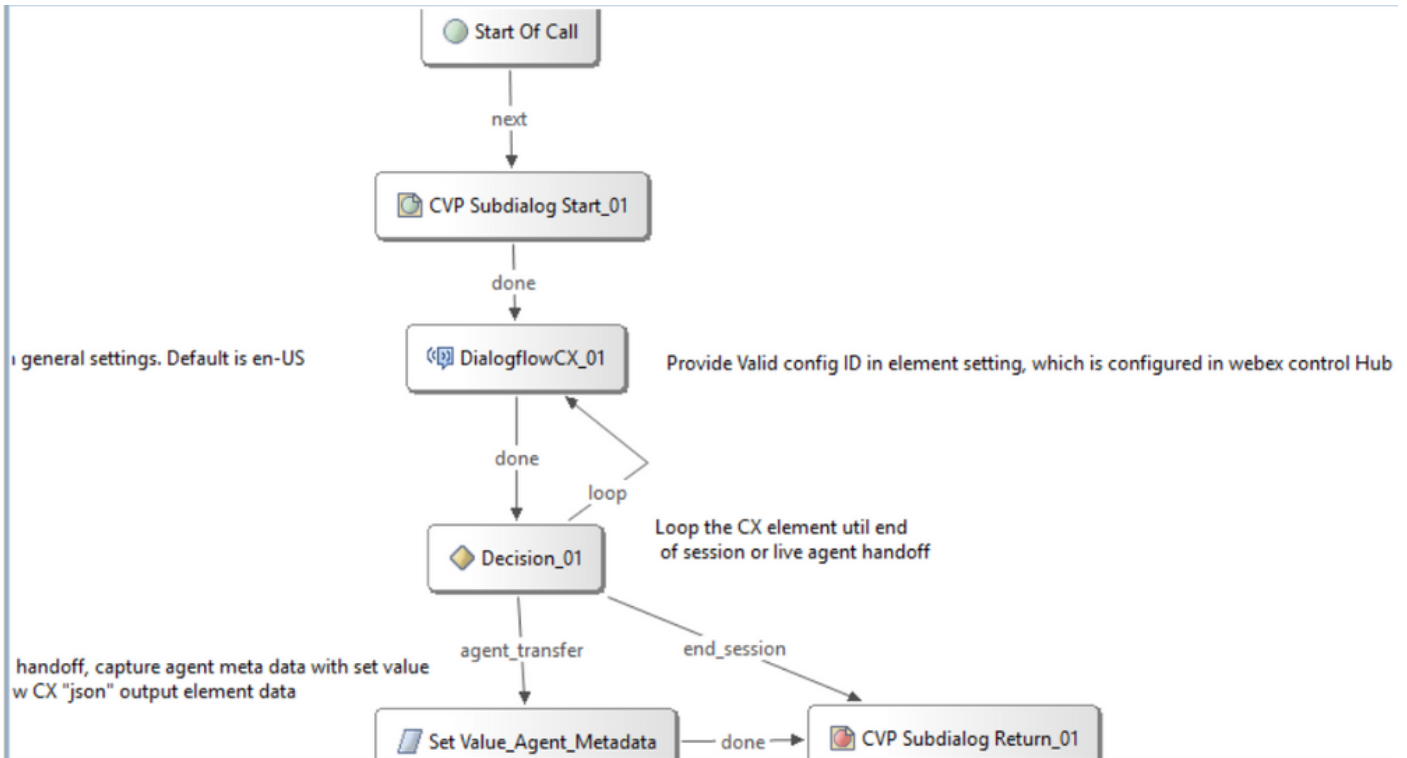 Start Of Call
next
CVP Subdialog Start_01
done
general settings. Default is en-US
DialogflowCX_01
Provide Valid config ID in element setting, which is configured in webex control Hub
done
loop
Loop the CX element util end
of session or live agent handoff
Decision_01
agent_transfer
end_session
handoff, capture agent meta data with set value
w CX "json" output element data
Set Value_Agent_Metadata
done
CVP Subdialog Return_01